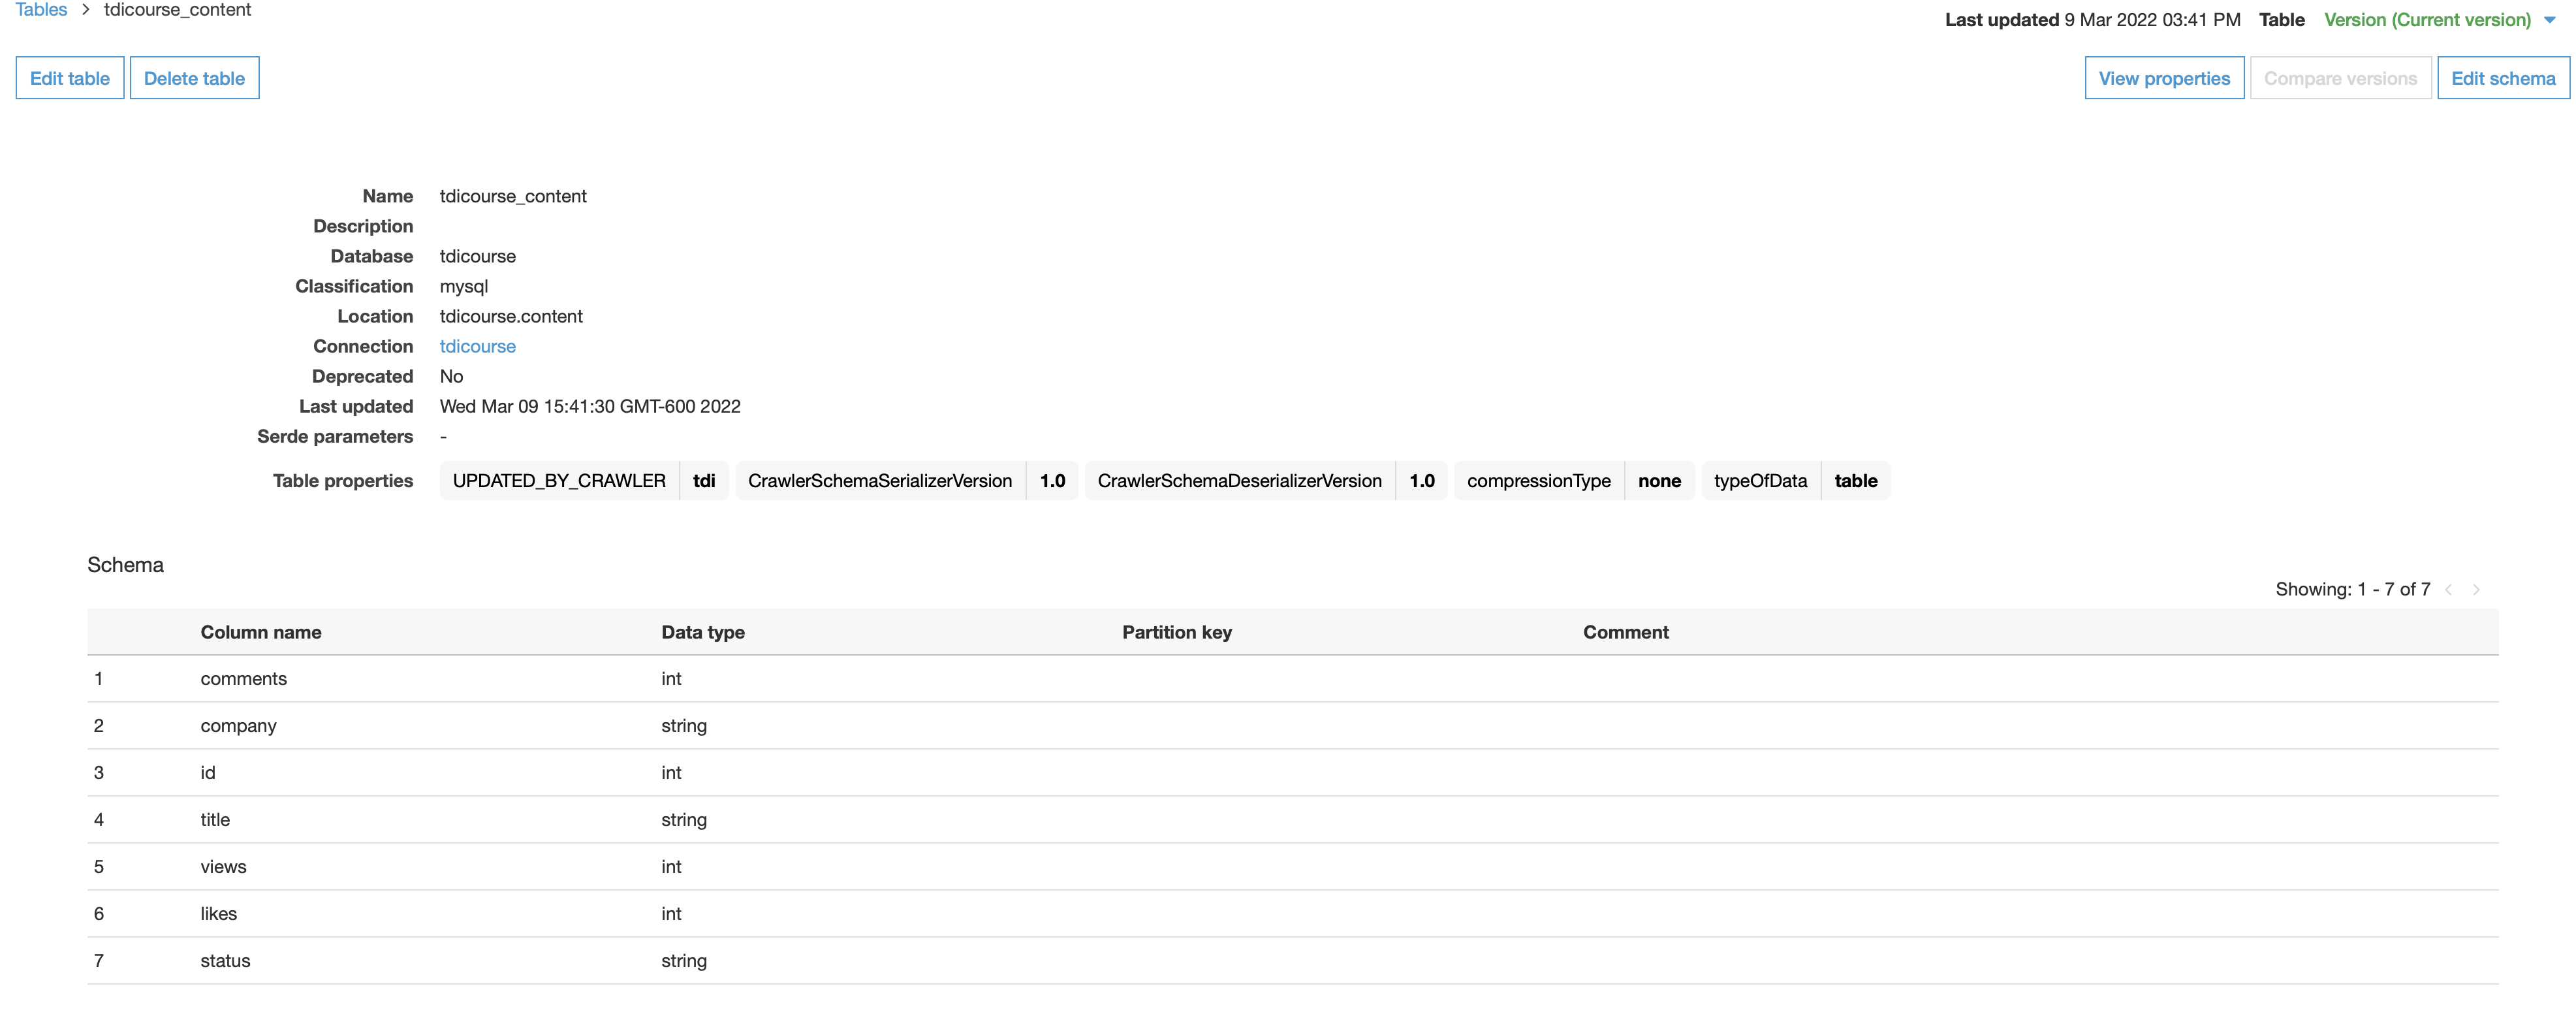 Tables > tdicourse_content
Last updated 9 Mar 2022 03:41 PM Table Version (Current version)
Edit table Delete table View properties Compare versions Edit schema
Name tdicourse_content
Description
Database tdicourse
Classification mysql
Location tdicourse.content
Connection tdicourse
Deprecated No
Last updated Wed Mar 09 15:41:30 GMT-600 2022
Serde parameters -
Table properties UPDATED_BY_CRAWLER tdi CrawlerSchemaSerializerVersion 1.0 CrawlerSchemaDeserializerVersion 1.0 compressionType none typeOfData table
Schema
Showing: 1 - 7 of 7 < >
Column name Data type Partition key Comment
1 comments int
2 company string
3 id int
4 title string
5 views int
6 likes int
7 status string